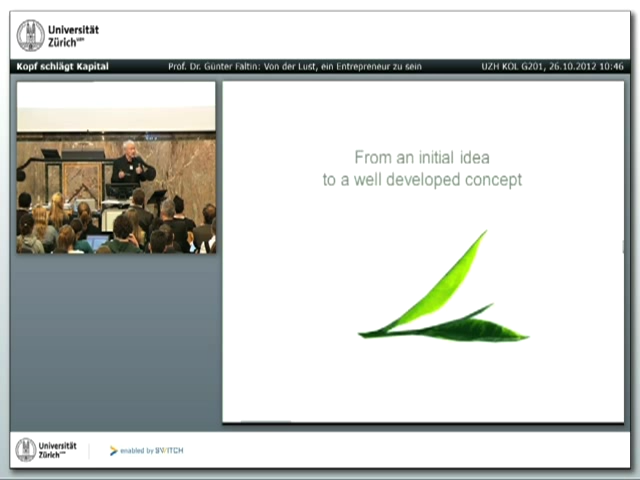 Universität
Zürich UZH
Kopf schlägt Kapital
Prof. Dr. Günter Faltin: Von der Lust, ein Entrepreneur zu sein
UZH KOL G201, 26.10.2012 10:46
From an initial idea
to a well developed concept
Universität
Zürich
enabled by SWITCH